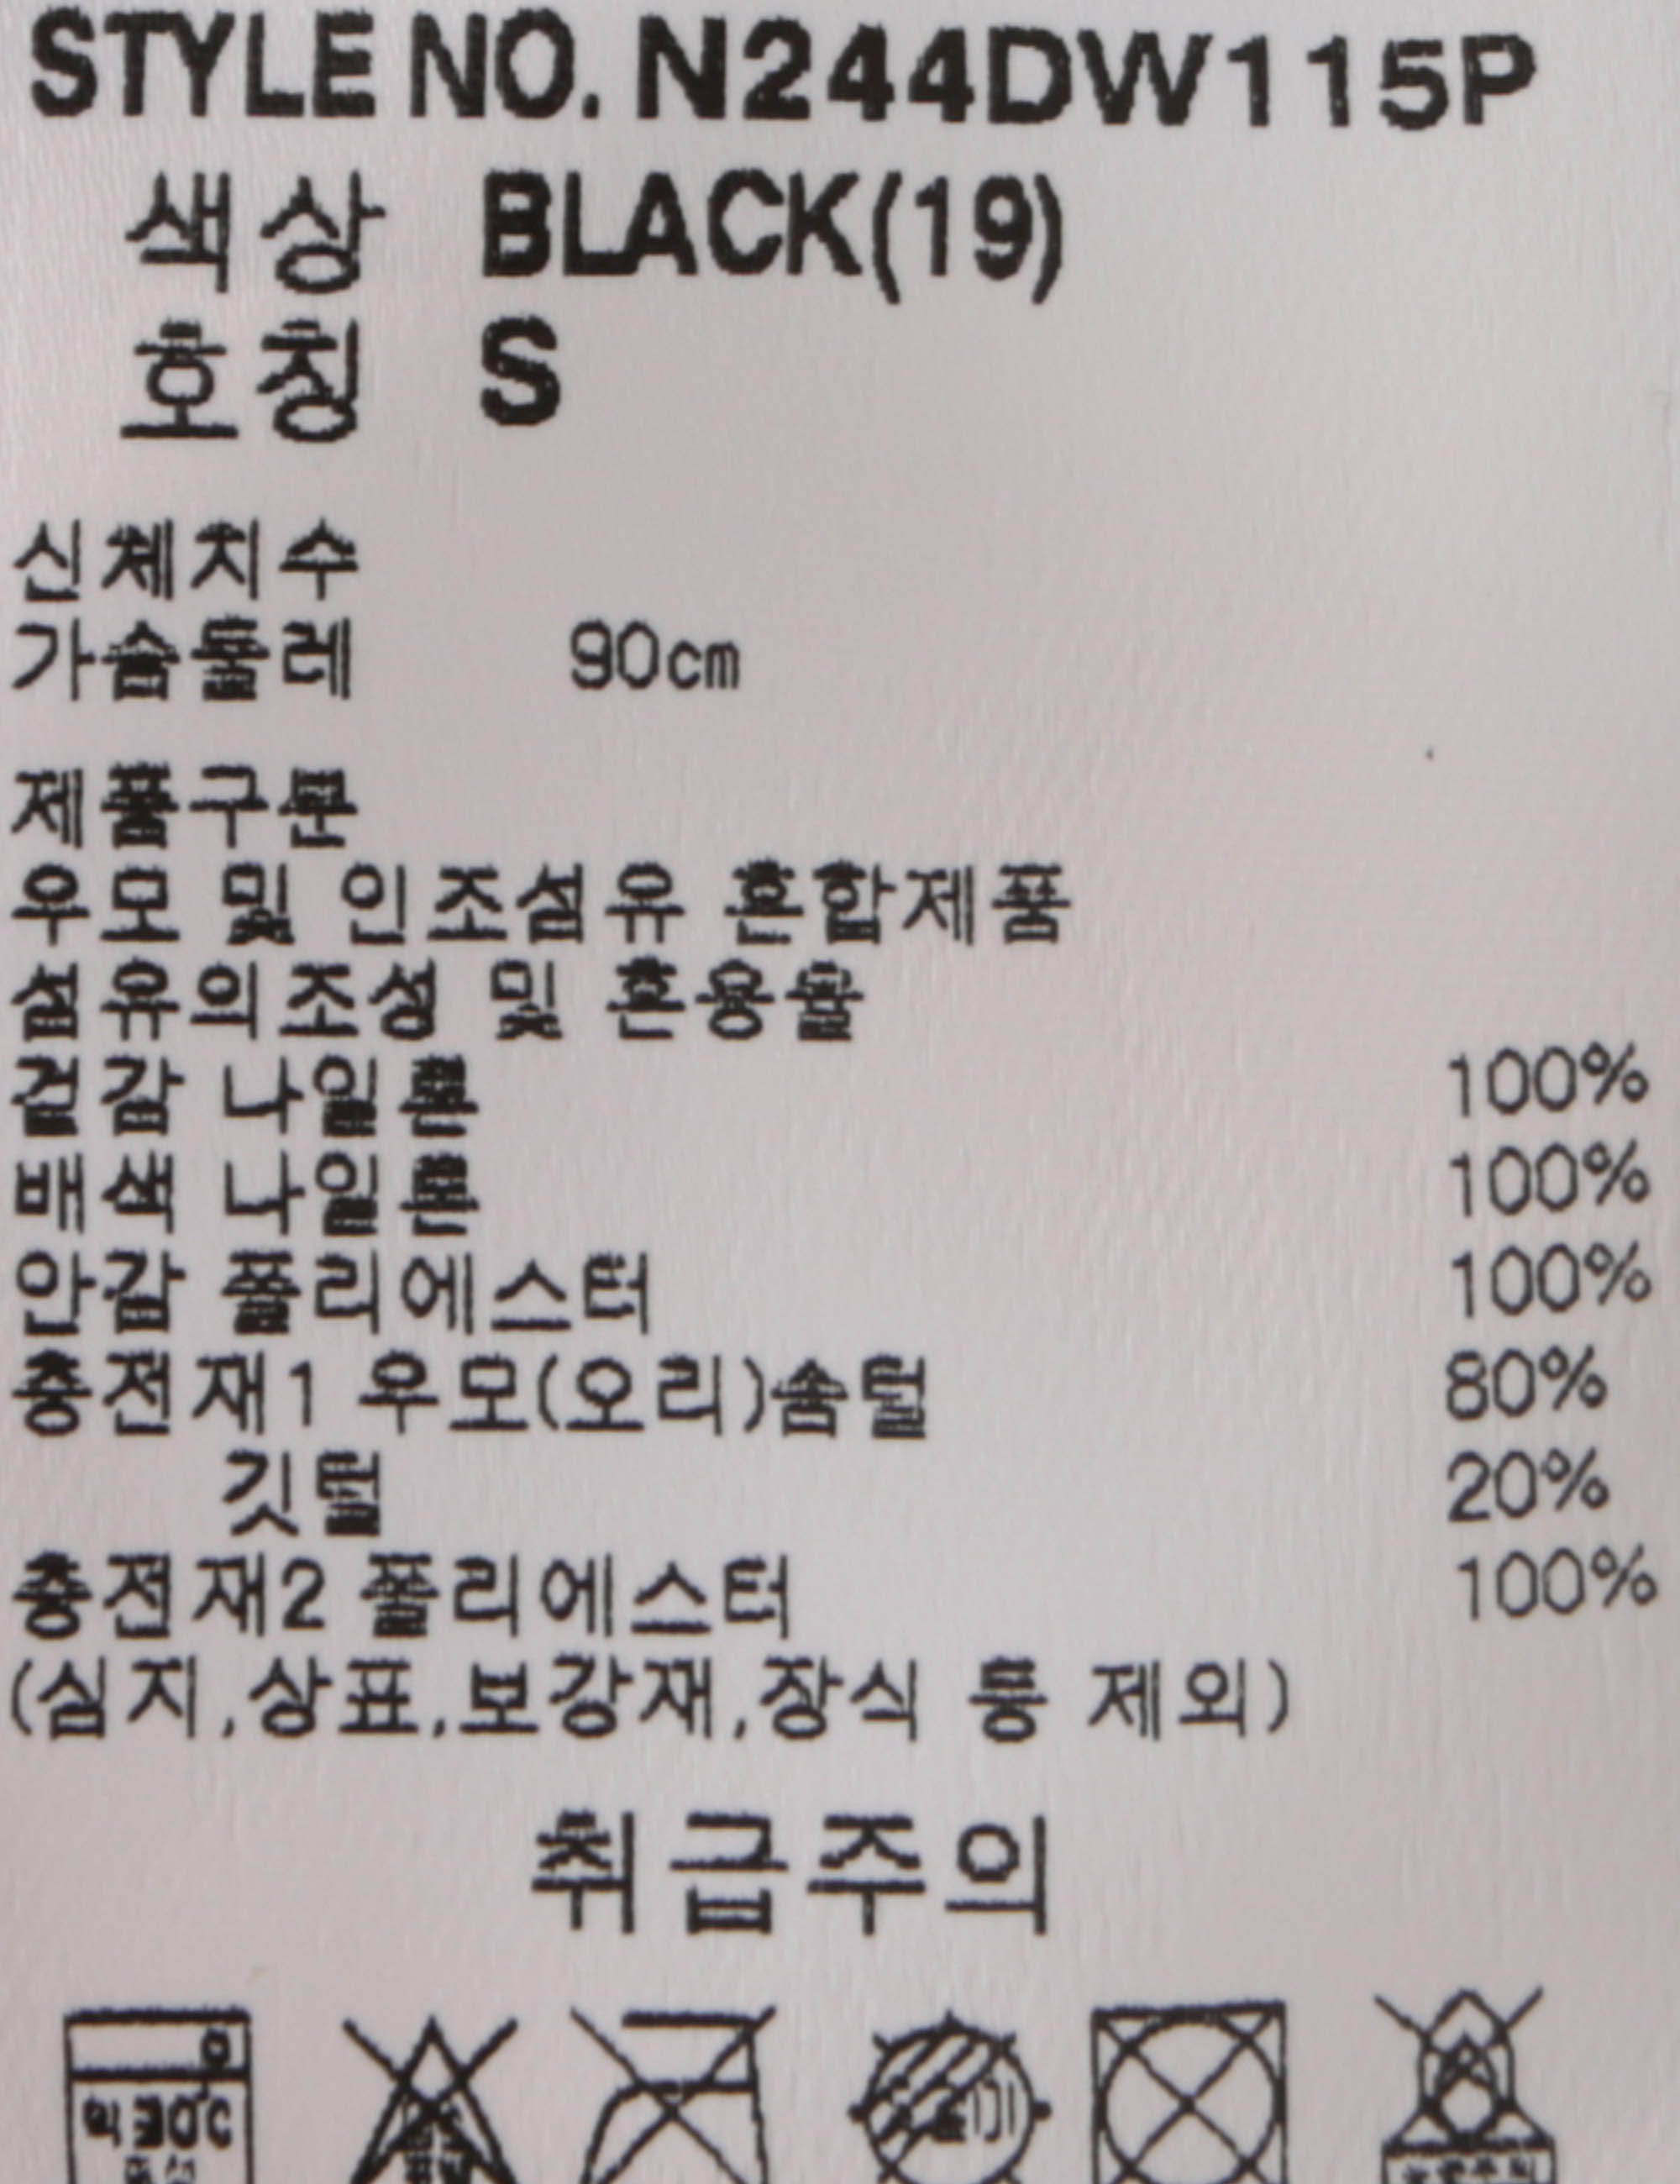 STYLE NO. N244DW115P
색상 BLACK(19)
호칭 S
신체치수
가슴둘레 90cm
제품구분
우모 및 인조섬유 혼합제품
섬유의조성 및 혼용율
겉감 나일론 100%
배색 나일론 100%
안감 폴리에스터 100%
충전재1 우모(오리)솜털 80%
깃털 20%
충전재2 폴리에스터 100%
(심지,상표,보강재,장식 등 제외)
취급주의
약30℃